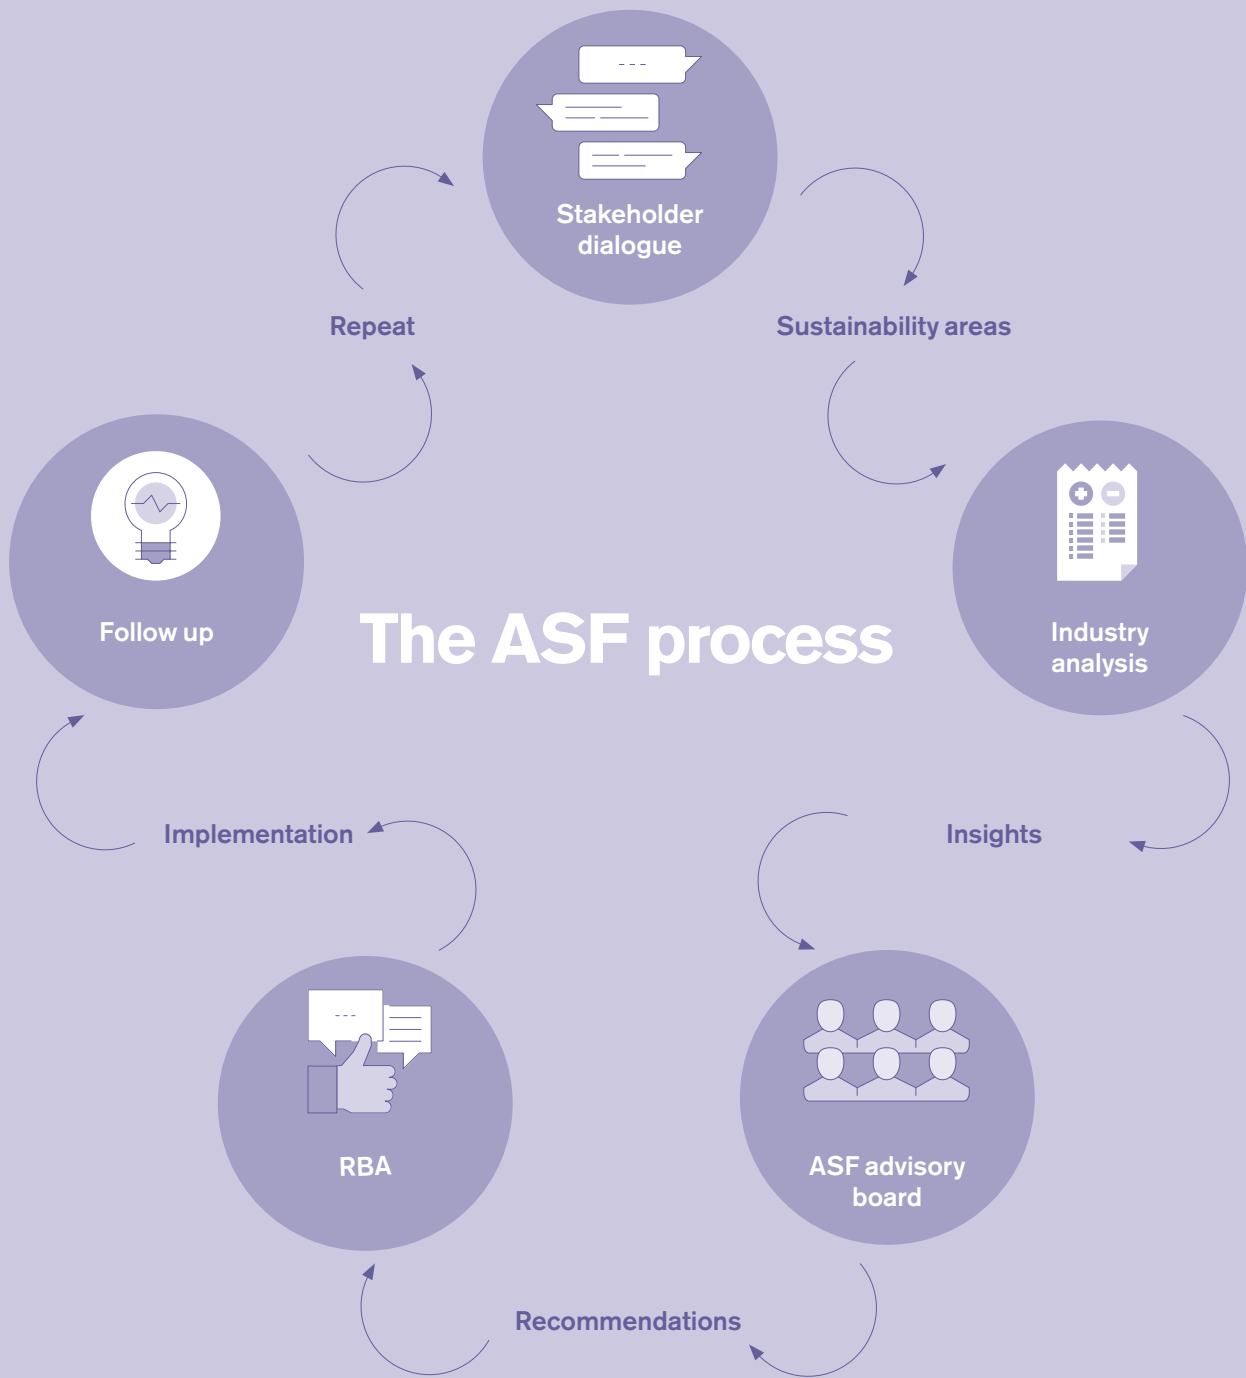 Stakeholder
dialogue
Repeat
Sustainability areas
Follow up
The ASF process
Industry
analysis
Implementation
Insights
RBA
ASF advisory
board
Recommendations